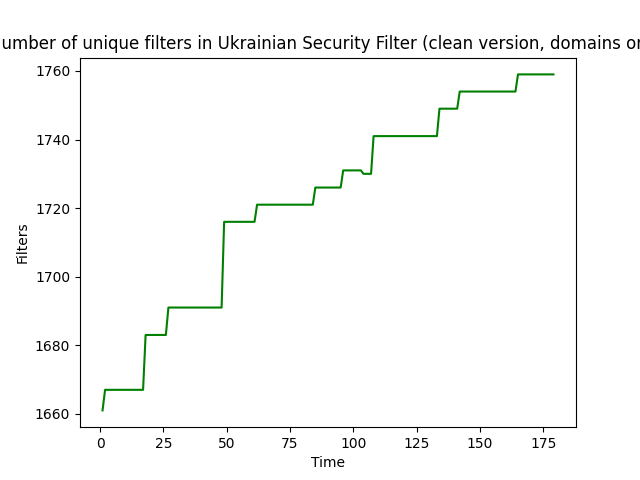 umber of unique filters in Ukrainian Security Filter (clean version, domains or
1760
1740
1720
1700
1680
1660
Filters
0 25 50 75 100 125 150 175
Time